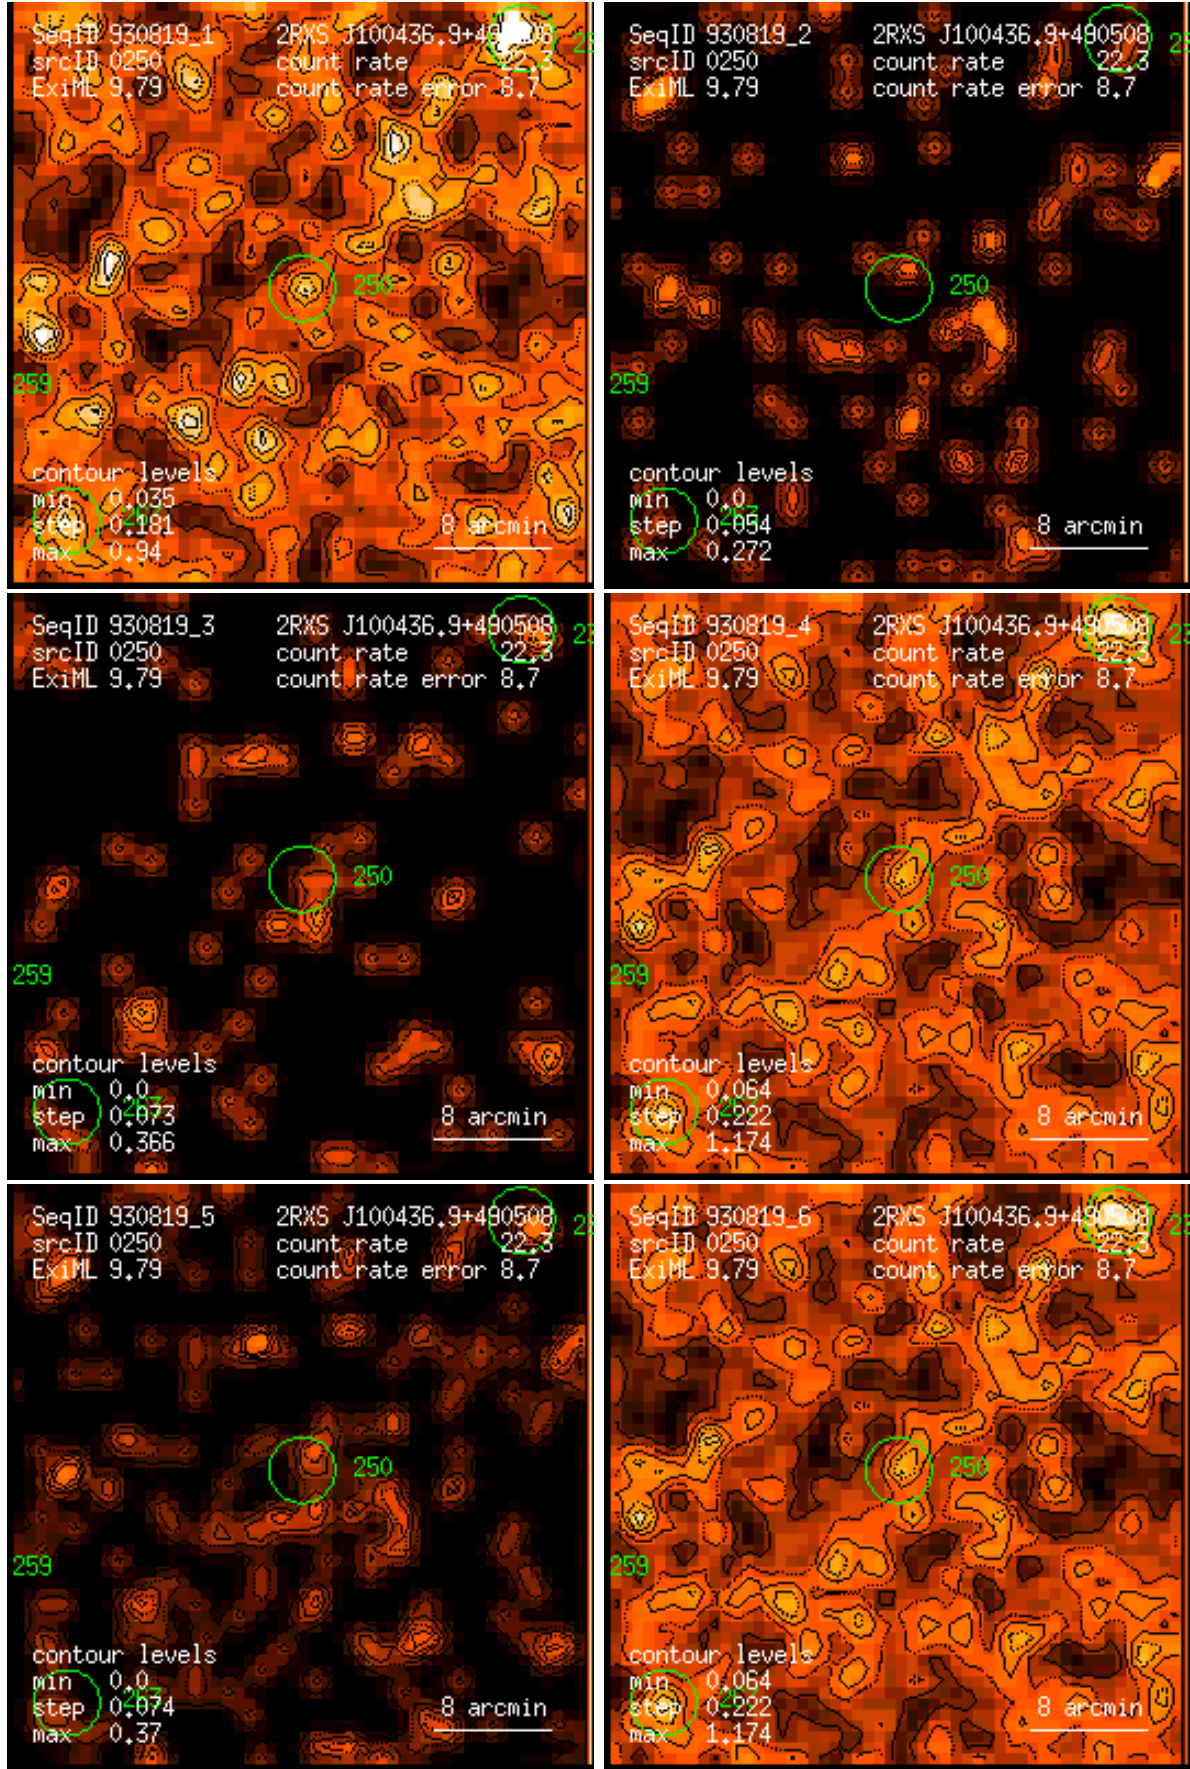 SeqID 930819_1 2RXS J100436.9+490508
srcID 0250 count rate 22.3
ExiML 9.79 count rate error 8.7
250
259
contour levels
min 0.035
step 0.181
max 0.94
8 arcmin
SeqID 930819_2 2RXS J100436.9+490508
srcID 0250 count rate 22.3
ExiML 9.79 count rate error 8.7
250
259
contour levels
min 0.0
step 0.054
max 0.272
8 arcmin
SeqID 930819_3 2RXS J100436.9+490508
srcID 0250 count rate 22.3
ExiML 9.79 count rate error 8.7
250
259
contour levels
min 0.0
step 0.073
max 0.366
8 arcmin
SeqID 930819_4 2RXS J100436.9+490508
srcID 0250 count rate 22.3
ExiML 9.79 count rate error 8.7
250
259
contour levels
min 0.064
step 0.222
max 1.174
8 arcmin
SeqID 930819_5 2RXS J100436.9+490508
srcID 0250 count rate 22.3
ExiML 9.79 count rate error 8.7
250
259
contour levels
min 0.0
step 0.074
max 0.37
8 arcmin
SeqID 930819_6 2RXS J100436.9+490508
srcID 0250 count rate 22.3
ExiML 9.79 count rate error 8.7
250
259
contour levels
min 0.064
step 0.222
max 1.174
8 arcmin